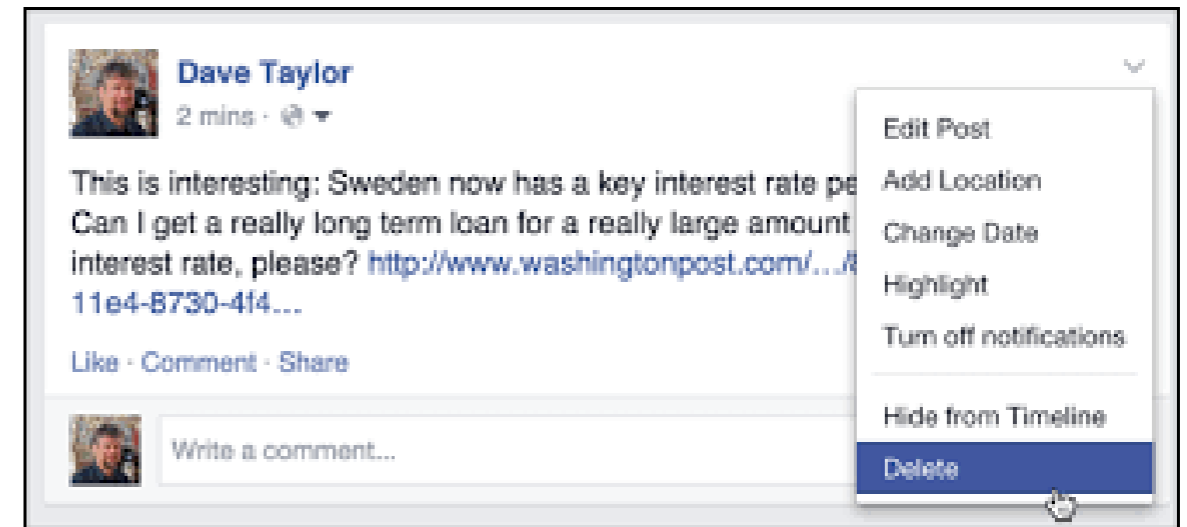 Dave Taylor
2 mins ·
This is interesting: Sweden now has a key interest rate pe
Can I get a really long term loan for a really large amount
interest rate, please? http://www.washingtonpost.com/…/8
11e4-8730-4f4…
Like · Comment · Share
Write a comment...
Edit Post
Add Location
Change Date
Highlight
Turn off notifications
Hide from Timeline
Delete